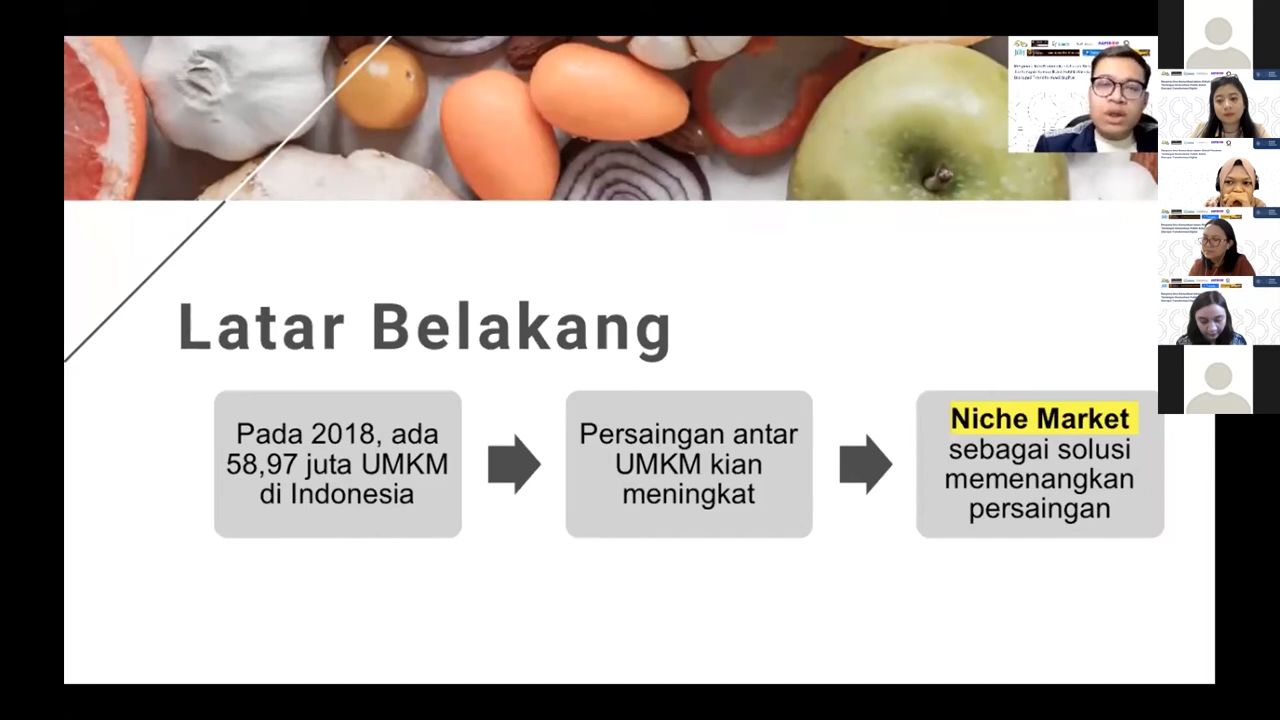 Latar Belakang
Pada 2018, ada
58,97 juta UMKM
di Indonesia
Persaingan antar
UMKM kian
meningkat
Niche Market
sebagai solusi
memenangkan
persaingan